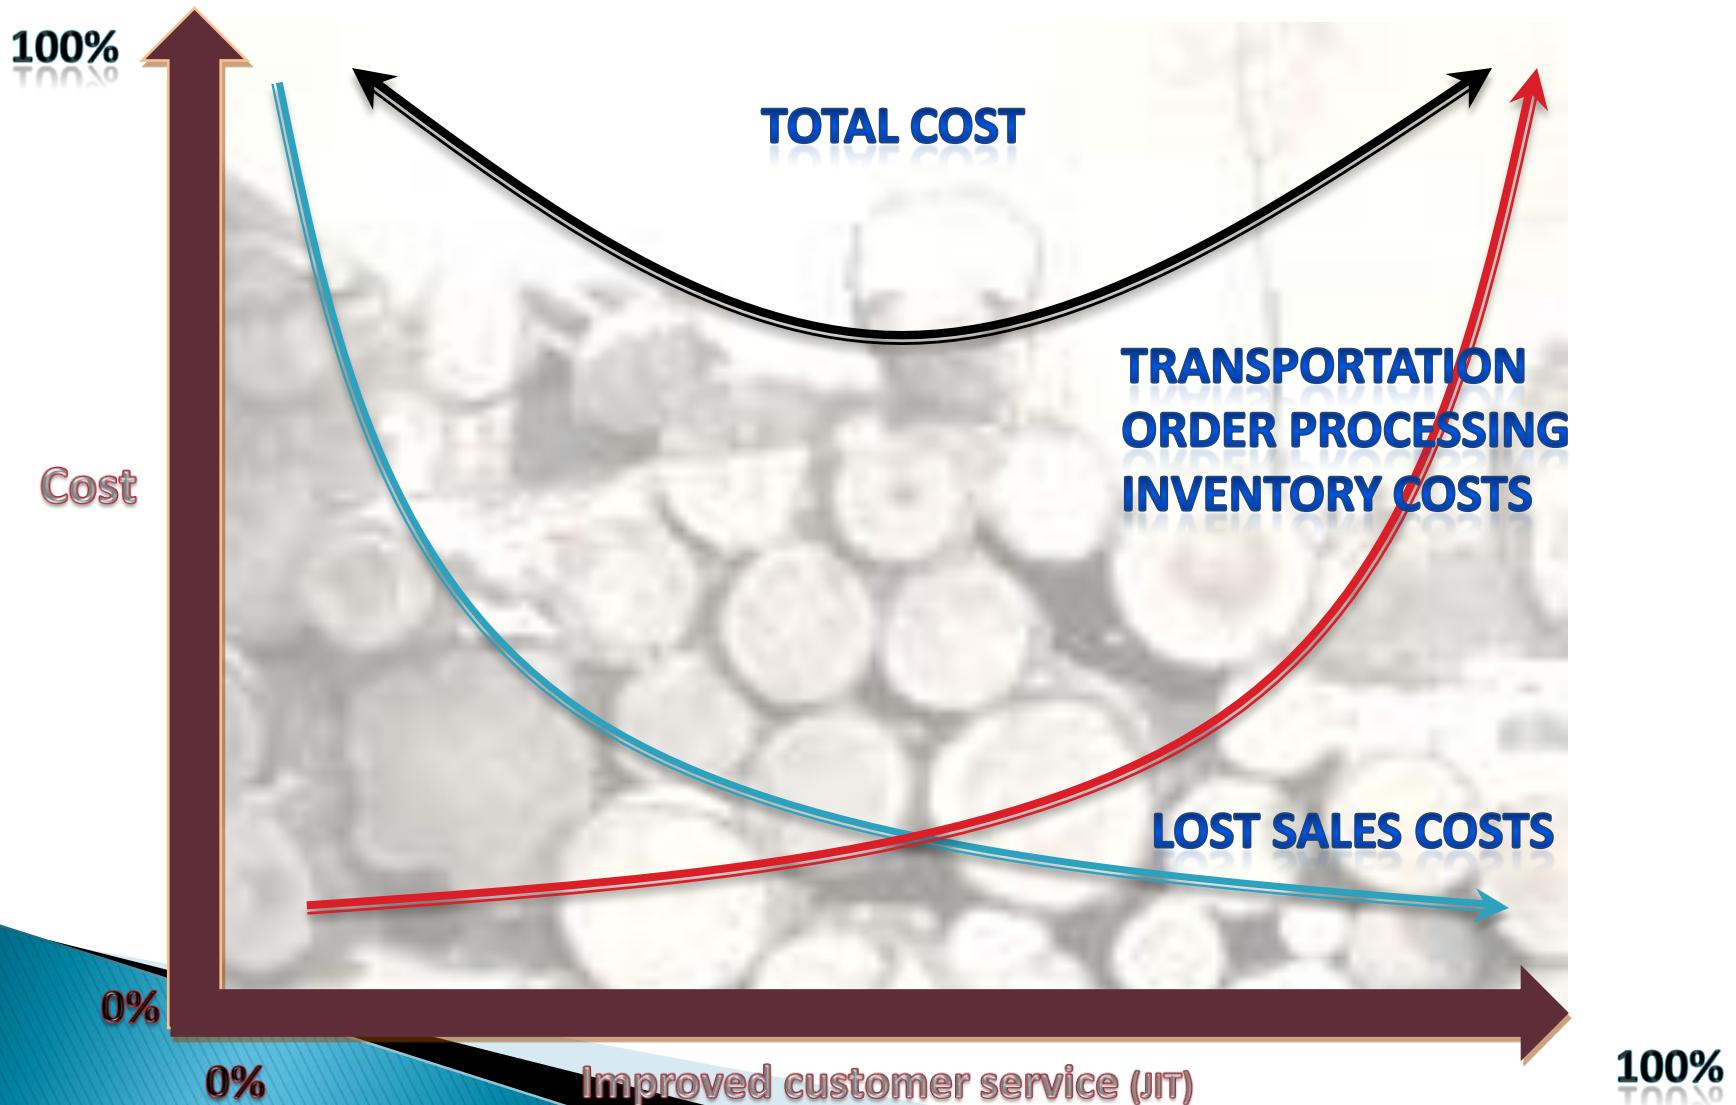 100%
TOTAL COST
TRANSPORTATION
ORDER PROCESSING
INVENTORY COSTS
Cost
LOST SALES COSTS
0%
0%
Improved customer service (JIT)
100%